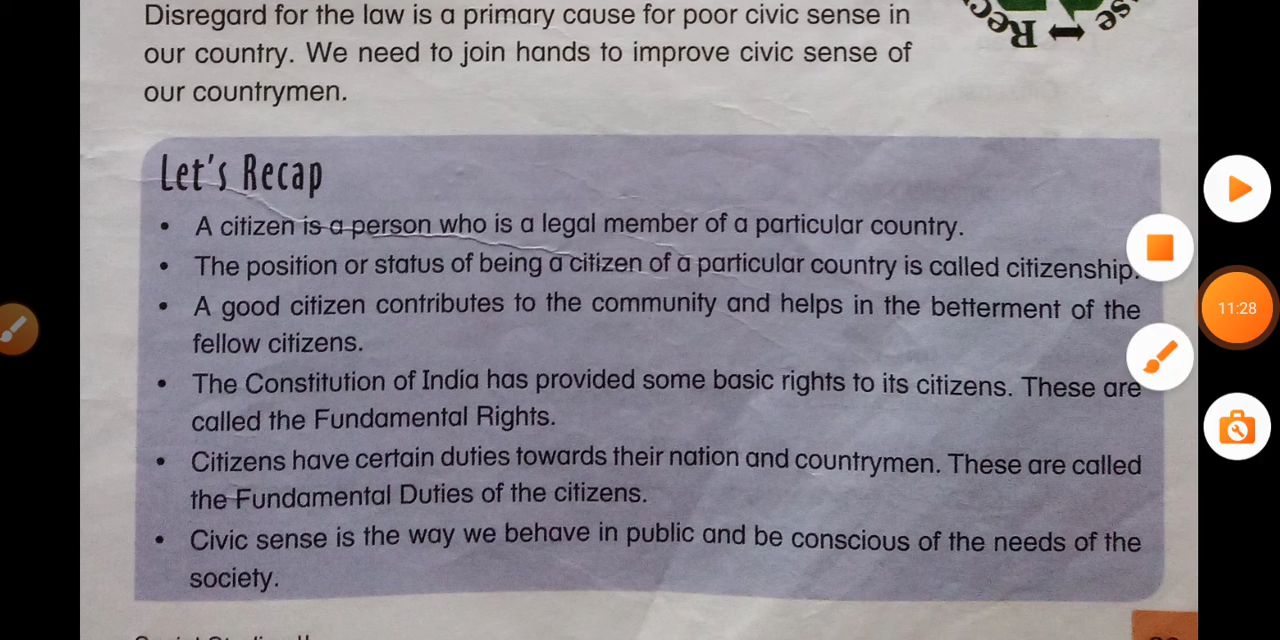 Disregard for the law is a primary cause for poor civic sense in
our country. We need to join hands to improve civic sense of
our countrymen.
Let's Recap
• A citizen is a person who is a legal member of a particular country.
• The position or status of being a citizen of a particular country is called citizenship.
• A good citizen contributes to the community and helps in the betterment of the
fellow citizens.
• The Constitution of India has provided some basic rights to its citizens. These are
called the Fundamental Rights.
• Citizens have certain duties towards their nation and countrymen. These are called
the Fundamental Duties of the citizens.
• Civic sense is the way we behave in public and be conscious of the needs of the
society.
11:28